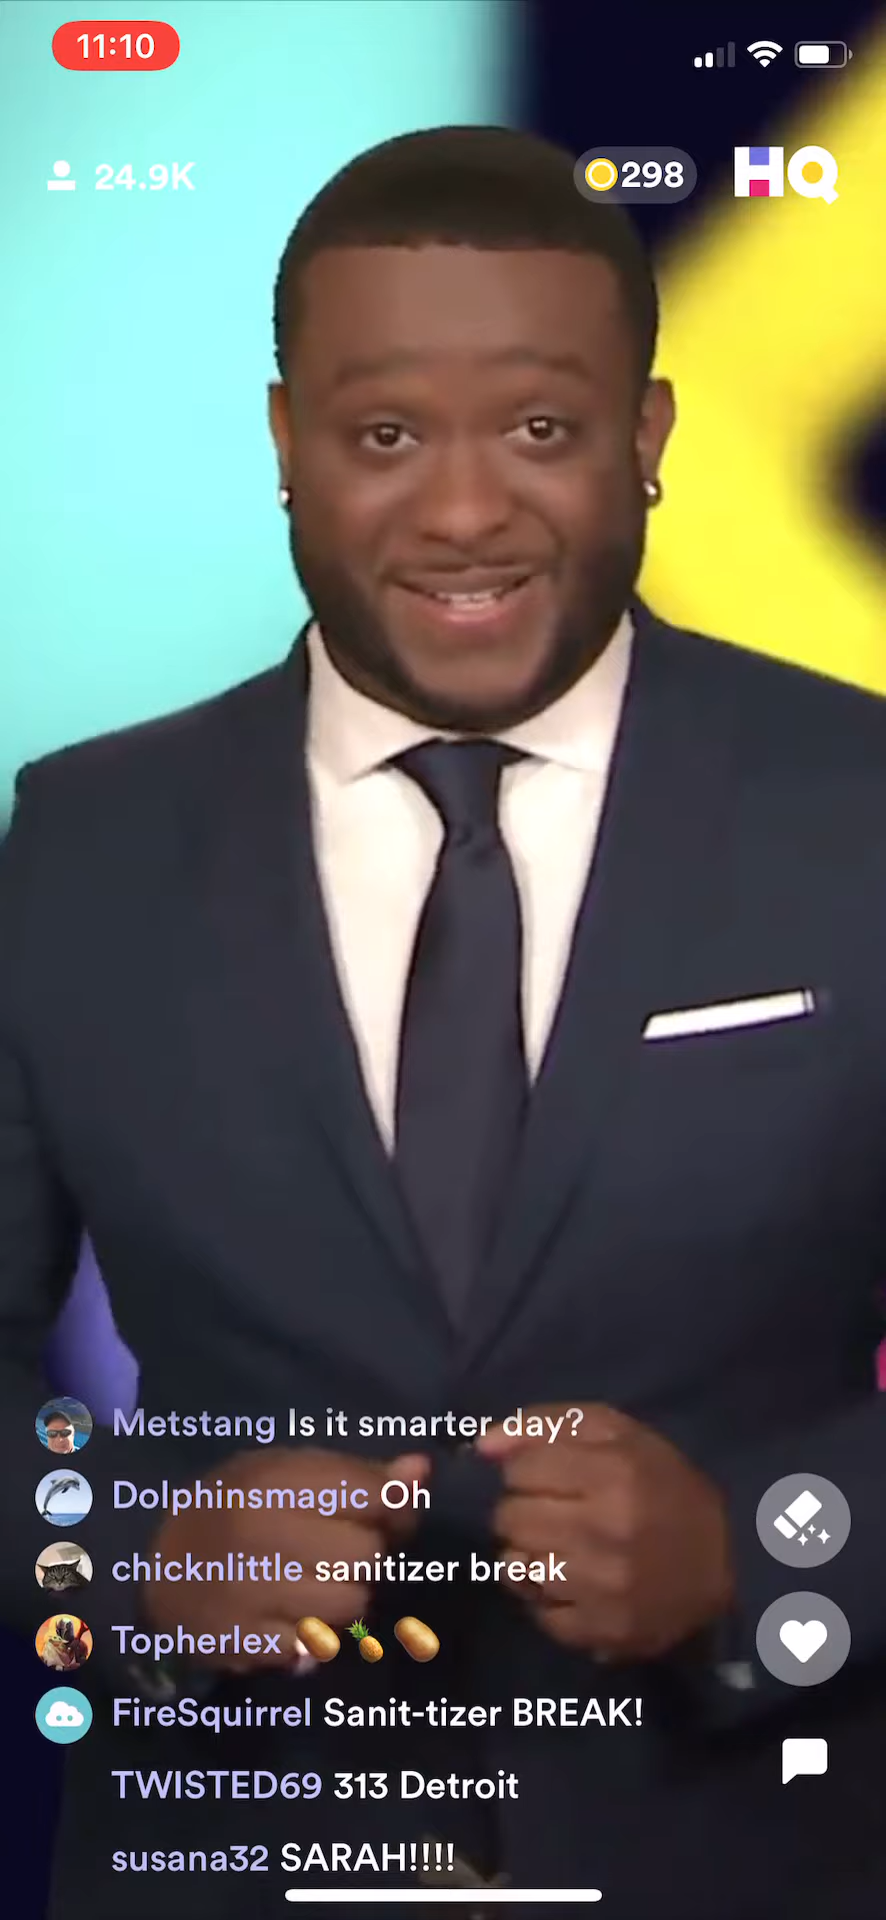 11:10
24.9K
298
HQ
Metstang Is it smarter day?
Dolphinsmagic Oh
chicknlittle sanitizer break
Topherlex 🥔🍍🥔
FireSquirrel Sanit-tizer BREAK!
TWISTED69 313 Detroit
susana32 SARAH!!!!